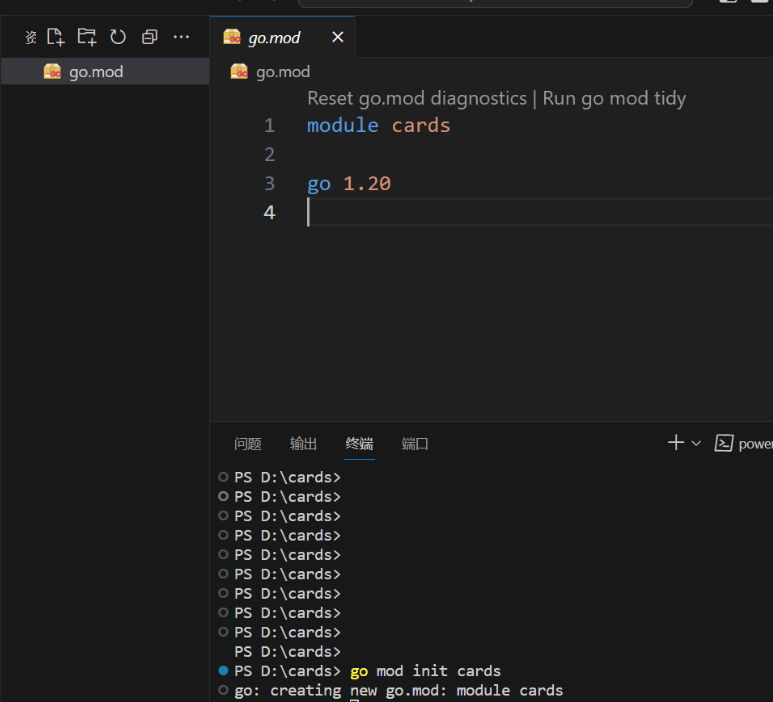 资
go.mod
go.mod
go.mod
Reset go.mod diagnostics | Run go mod tidy
1 module cards
2
3 go 1.20
4
问题 输出 终端 端口
power
PS D:\cards>
PS D:\cards>
PS D:\cards>
PS D:\cards>
PS D:\cards>
PS D:\cards>
PS D:\cards>
PS D:\cards>
PS D:\cards>
PS D:\cards>
PS D:\cards> go mod init cards
go: creating new go.mod: module cards